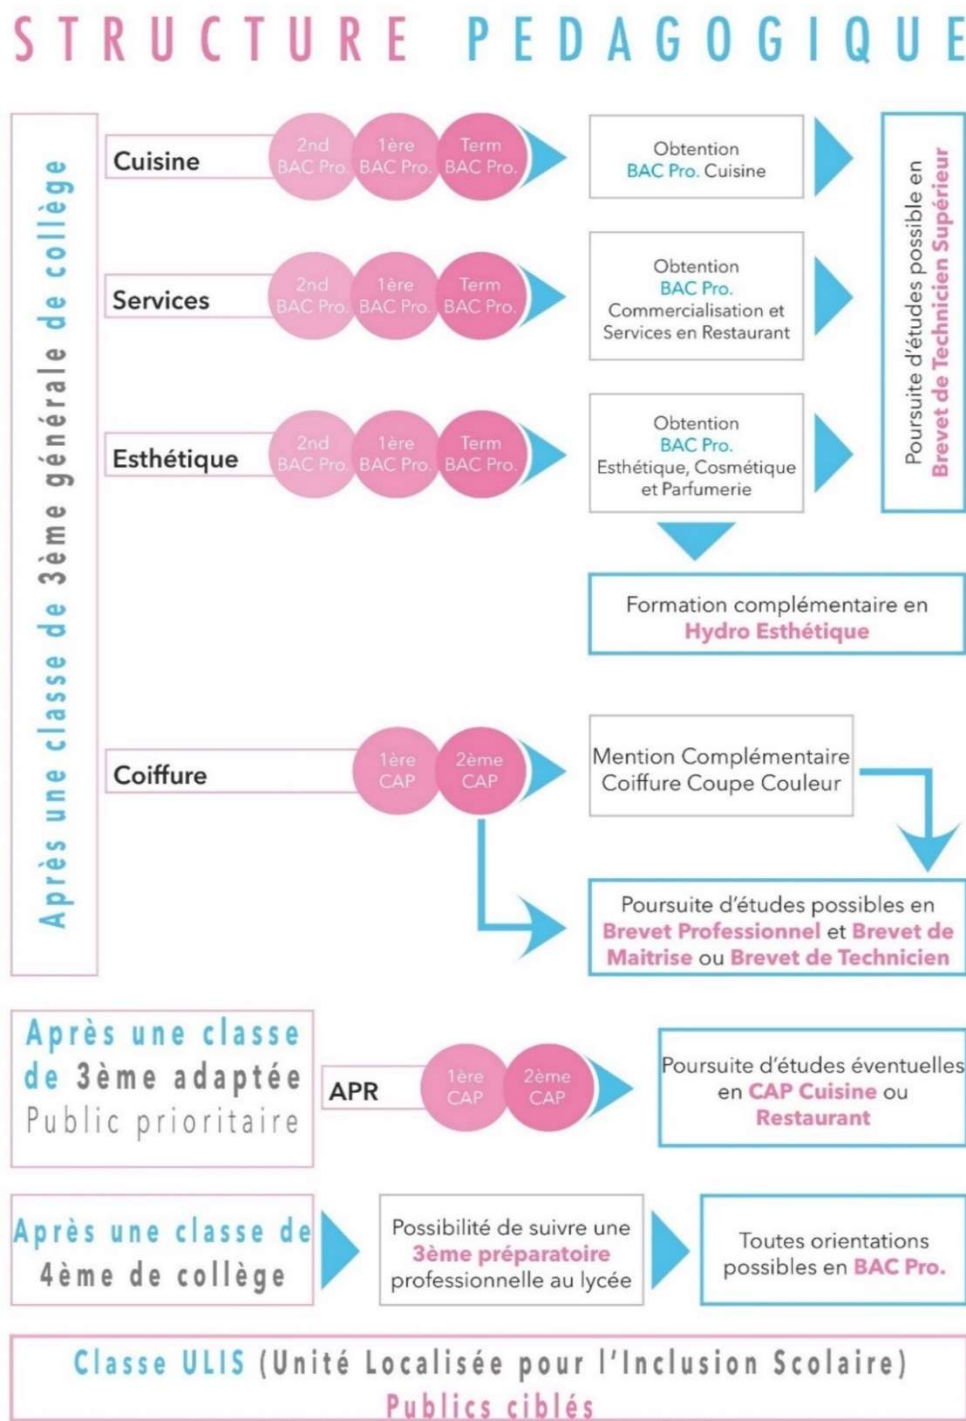 STRUCTURE PEDAGOGIQUE
Après une classe de 3ème générale de collège
Cuisine
2nd
BAC Pro.
1ère
BAC Pro.
Term
BAC Pro.
Obtention
BAC Pro. Cuisine
Services
2nd
BAC Pro.
1ère
BAC Pro.
Term
BAC Pro.
Obtention
BAC Pro.
Commercialisation et
Services en Restaurant
Esthétique
2nd
BAC Pro.
1ère
BAC Pro.
Term
BAC Pro.
Obtention
BAC Pro.
Esthétique, Cosmétique
et Parfumerie
Poursuite d'études possible en
Brevet de Technicien Supérieur
Formation complémentaire en
Hydro Esthétique
Coiffure
1ère
CAP
2ème
CAP
Mention Complémentaire
Coiffure Coupe Couleur
Poursuite d'études possibles en
Brevet Professionnel et Brevet de
Maitrise ou Brevet de Technicien
Après une classe
de 3ème adaptée
Public prioritaire
APR
1ère
CAP
2ème
CAP
Poursuite d'études éventuelles
en CAP Cuisine ou
Restaurant
Après une classe de
4ème de collège
Possibilité de suivre une
3ème préparatoire
professionnelle au lycée
Toutes orientations
possibles en BAC Pro.
Classe ULIS (Unité Localisée pour l'Inclusion Scolaire)
Publics ciblés